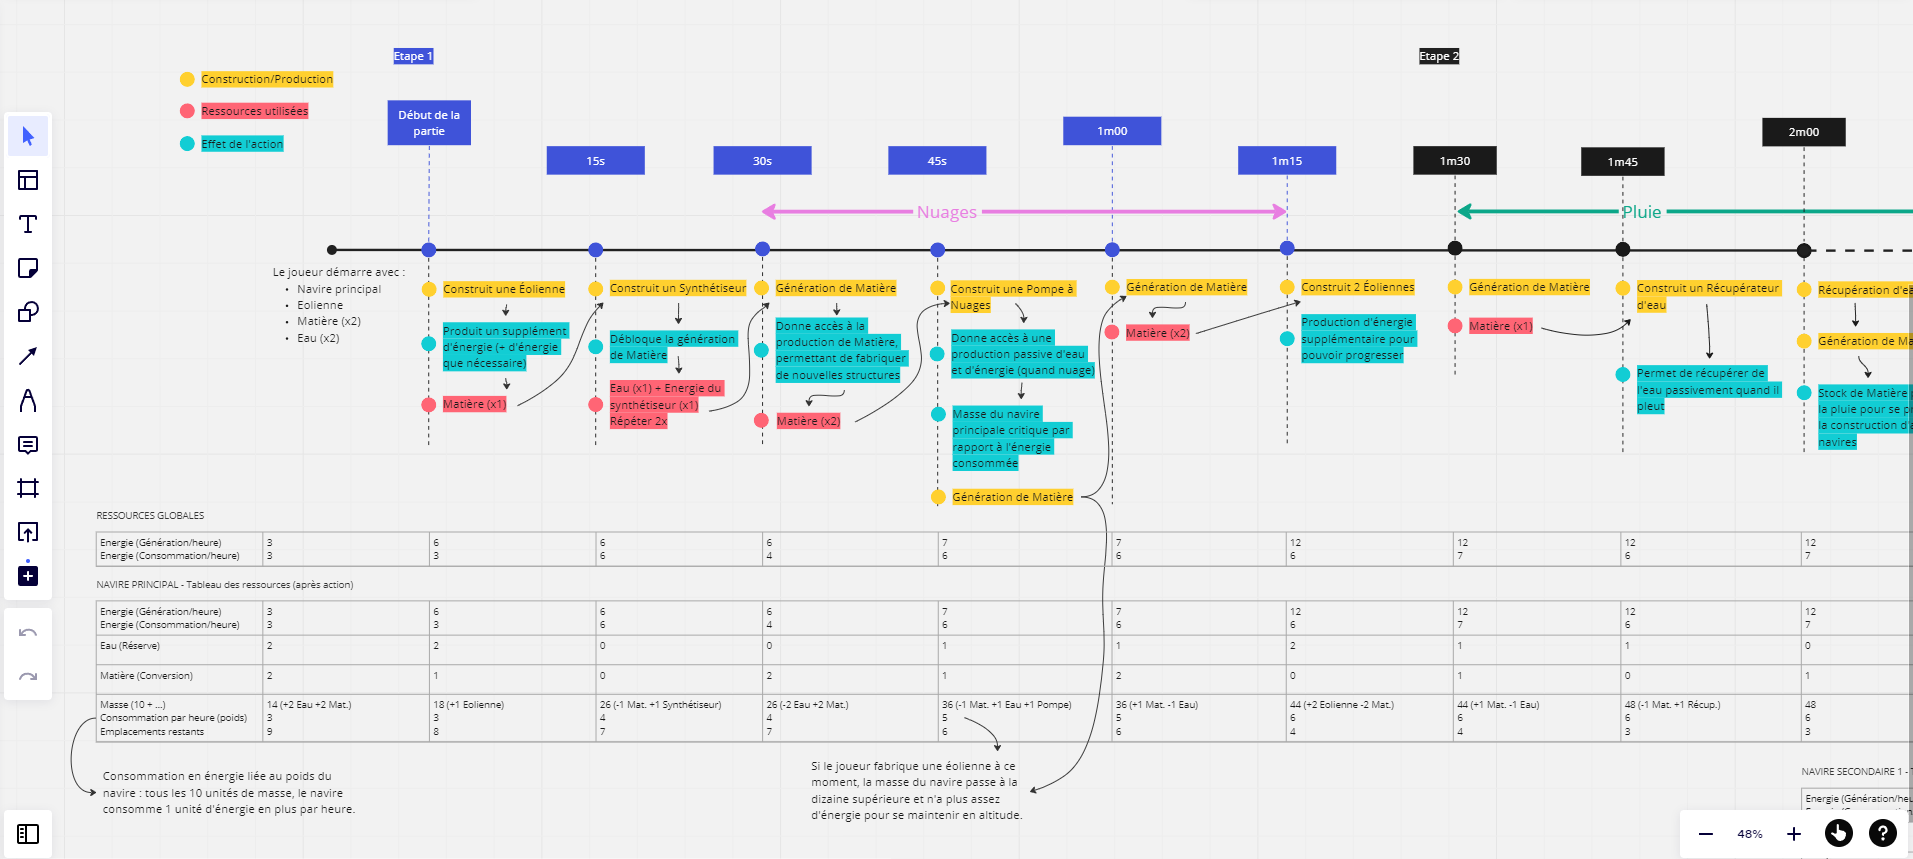 Etape 1
Etape 2
Construction/Production
Ressources utilisées
Effet de l'action
Début de la
partie
15s
30s
45s
1m00
1m15
1m30
1m45
2m00
Nuages
Pluie
Le joueur démarre avec :
• Navire principal
• Eolienne
• Matière (x2)
• Eau (x2)
Construit une Éolienne
Produit un supplément
d'énergie (+ d'énergie
que nécessaire)
Matière (x1)
Construit un Synthétiseur
Débloque la génération
de Matière
Eau (x1) + Energie du
synthétiseur (x1)
Répéter 2x
Génération de Matière
Donne accès à la
production de Matière,
permettant de fabriquer
de nouvelles structures
Matière (x2)
Construit une Pompe à
Nuages
Donne accès à une
production passive d'eau
et d'énergie (quand nuage)
Masse du navire
principale critique par
rapport à l'énergie
consommée
Génération de Matière
Génération de Matière
Matière (x2)
Construit 2 Éoliennes
Production d'énergie
supplémentaire pour
pouvoir progresser
Génération de Matière
Matière (x1)
Construit un Récupérateur
d'eau
Permet de récupérer de
l'eau passivement quand il
pleut
Récupération d'ea
Génération de Ma
Stock de Matière
la pluie pour se p
la construction d'
navires
RESSOURCES GLOBALES
Energie (Génération/heure) 3 6 6 6 7 7 12 12 12 12
Energie (Consommation/heure) 3 3 6 4 6 6 6 7 6 7
NAVIRE PRINCIPAL - Tableau des ressources (après action)
Energie (Génération/heure) 3 6 6 6 7 7 12 12 12 12
Energie (Consommation/heure) 3 3 6 4 6 6 6 7 6 7
Eau (Réserve) 2 2 0 0 1 1 2 1 1 0
Matière (Conversion) 2 1 0 2 1 2 0 1 0 1
Masse (10 + ...) 14 (+2 Eau +2 Mat.) 18 (+1 Eolienne) 26 (-1 Mat. +1 Synthétiseur) 26 (-2 Eau +2 Mat.) 36 (-1 Mat. +1 Eau +1 Pompe) 36 (+1 Mat. -1 Eau) 44 (+2 Eolienne -2 Mat.) 44 (+1 Mat. -1 Eau) 48 (-1 Mat. +1 Récup.) 48
Consommation par heure (poids) 3 3 4 4 5 5 6 6 6 6
Emplacements restants 9 8 7 7 6 6 4 4 3 3
Consommation en énergie liée au poids du
navire : tous les 10 unités de masse, le navire
consomme 1 unité d'énergie en plus par heure.
Si le joueur fabrique une éolienne à ce
moment, la masse du navire passe à la
dizaine supérieure et n'a plus assez
d'énergie pour se maintenir en altitude.
NAVIRE SECONDAIRE 1 - T
Energie (Génération/heu
48%